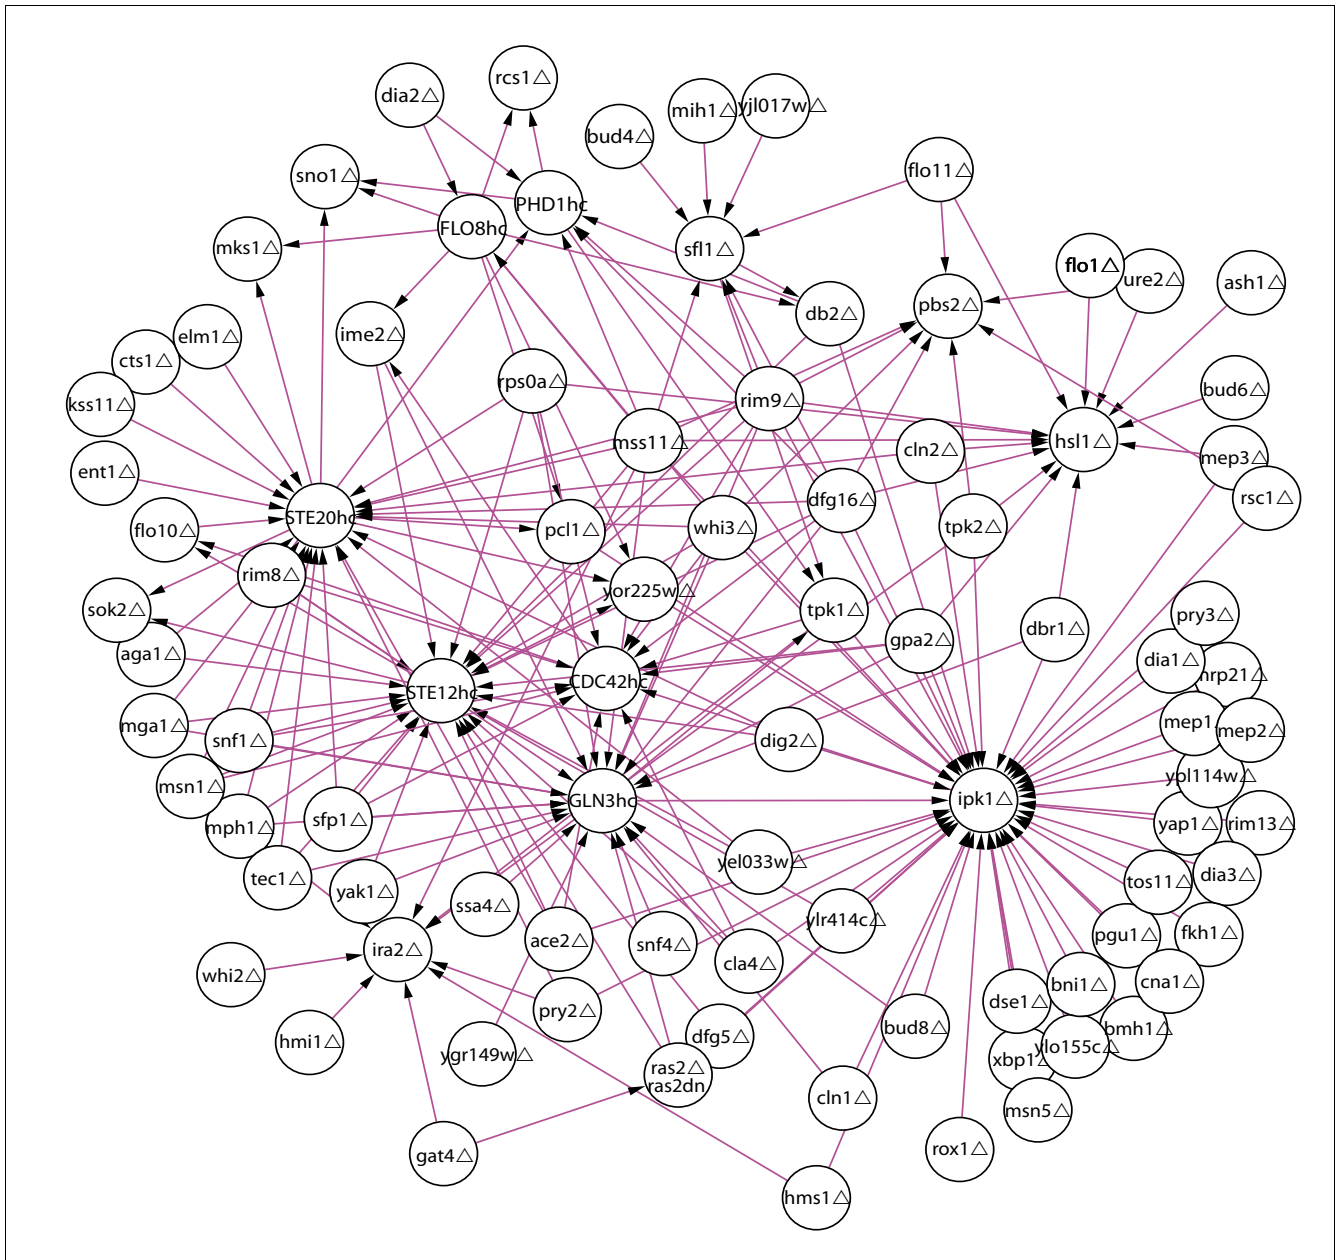 rcs1△
dia2△
mih1△
yjl017w△
bud4△
flo11△
sno1△
PHD1hc
FLO8hc
mks1△
sfl1△
flo1△
ure2△
ash1△
pbs2△
db2△
elm1△
ime2△
cts1△
rps0a△
bud6△
kss11△
rim9△
mss11△
hsl1△
cln2△
mep3△
ent1△
rsc1△
dfg16△
STE20hc
flo10△
pcl1△
whi3△
tpk2△
rim8△
yor225w△
sok2△
tpk1△
pry3△
dbr1△
gpa2△
aga1△
dia1△
hrp21△
CDC42hc
STE12hc
mga1△
mep1
mep2△
snf1△
dig2△
ypl114w△
msn1△
GLN3hc
ipk1△
mph1△
sfp1△
yap1△
rim13△
yel033w△
tec1△
yak1△
tos11△
dia3△
ssa4△
ylr414c△
ira2△
ace2△
snf4△
pgu1△
fkh1△
cla4△
whi2△
bni1△
cna1△
dse1△
pry2△
hmi1△
bud8△
bmh1△
dfg5△
ygr149w△
ylo155c△
xbp1△
ras2△
ras2dn
cln1△
msn5△
gat4△
rox1△
hms1△